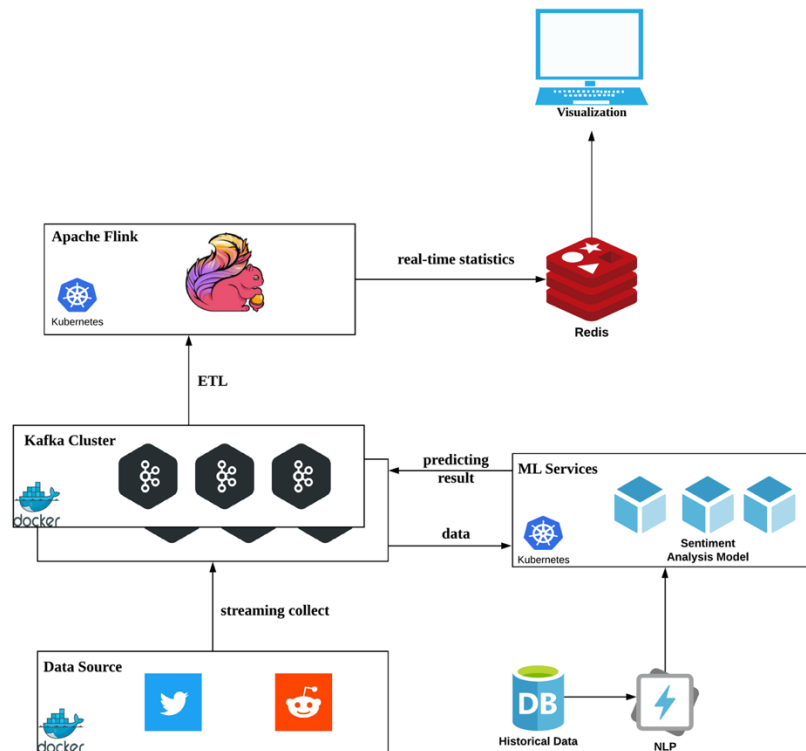 Visualization
Apache Flink
Kubernetes
real-time statistics
Redis
ETL
Kafka Cluster
docker
predicting
result
ML Services
Kubernetes
Sentiment
Analysis Model
data
streaming collect
Data Source
docker
DB
Historical Data
NLP